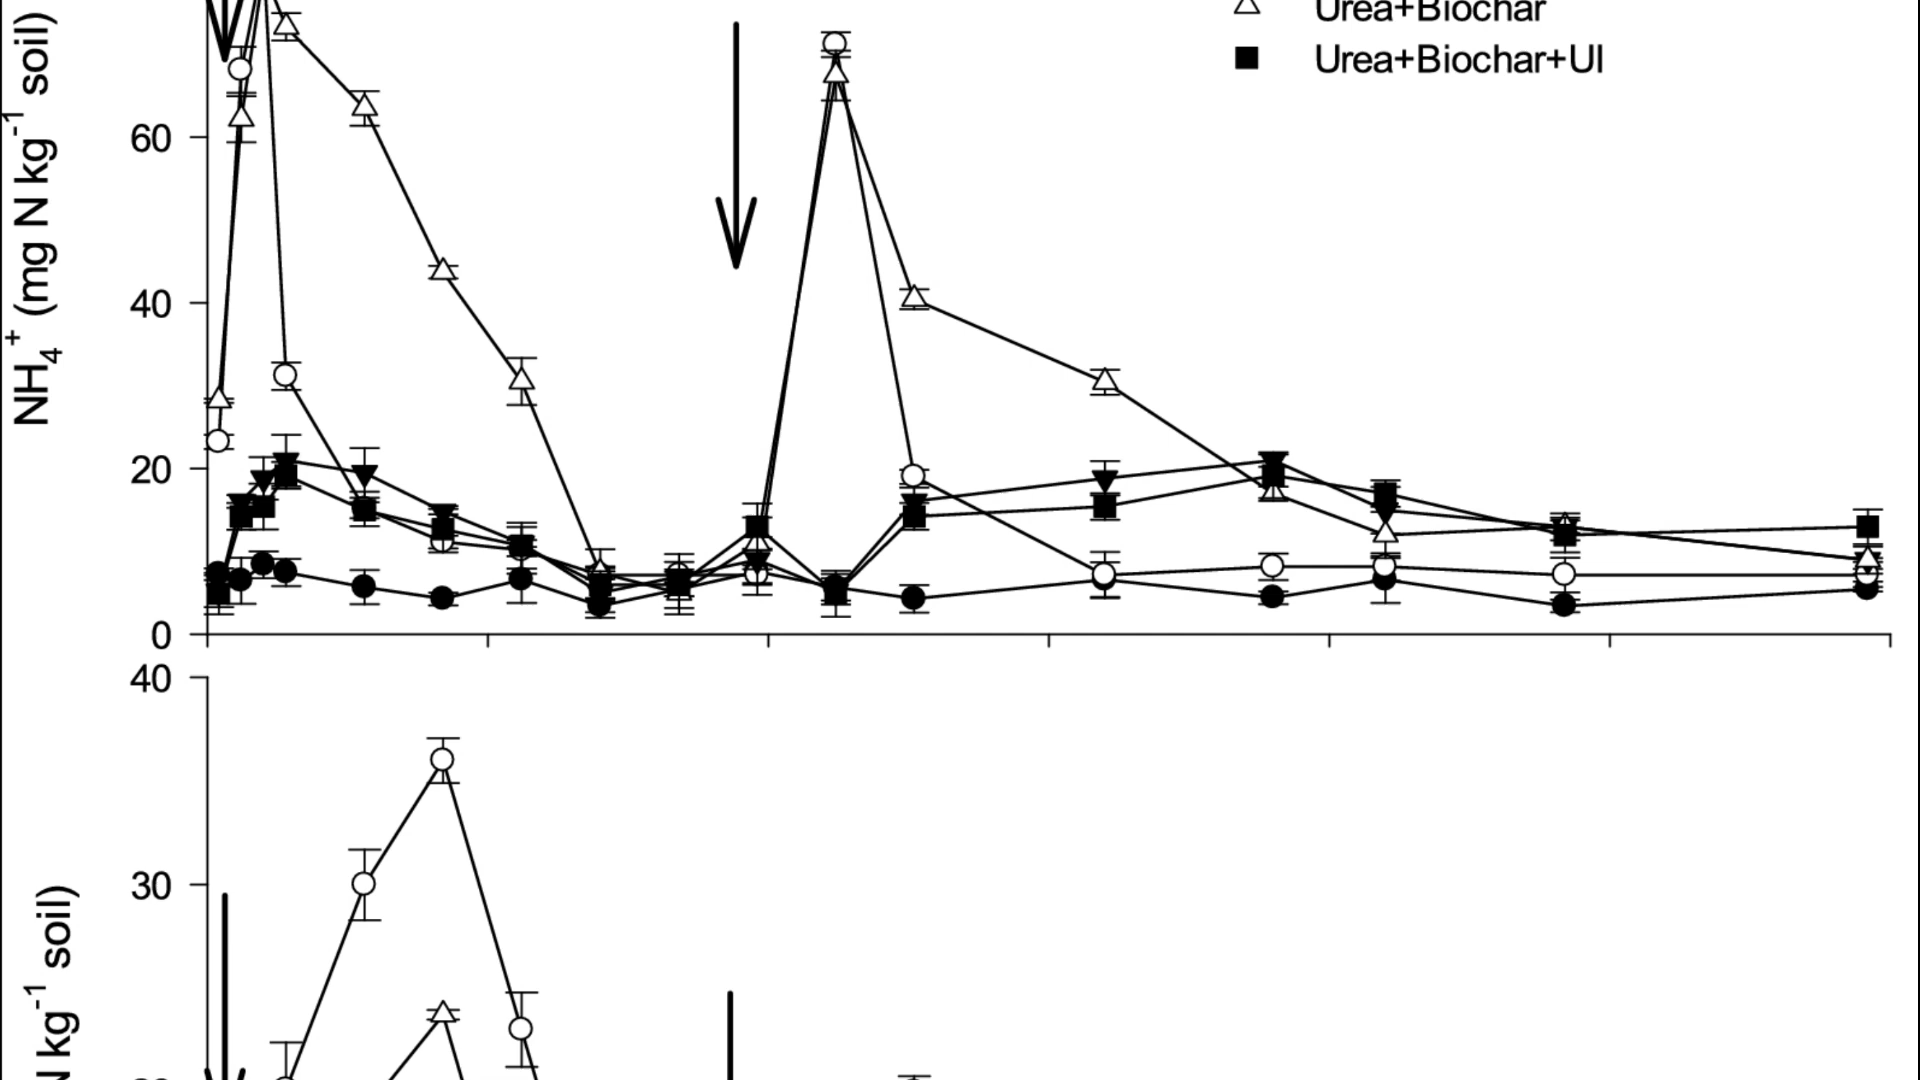 Urea+Biochar
Urea+Biochar+UI
NH4+ (mg N kg-1 soil)
60
40
20
0
40
30
N kg-1 soil)